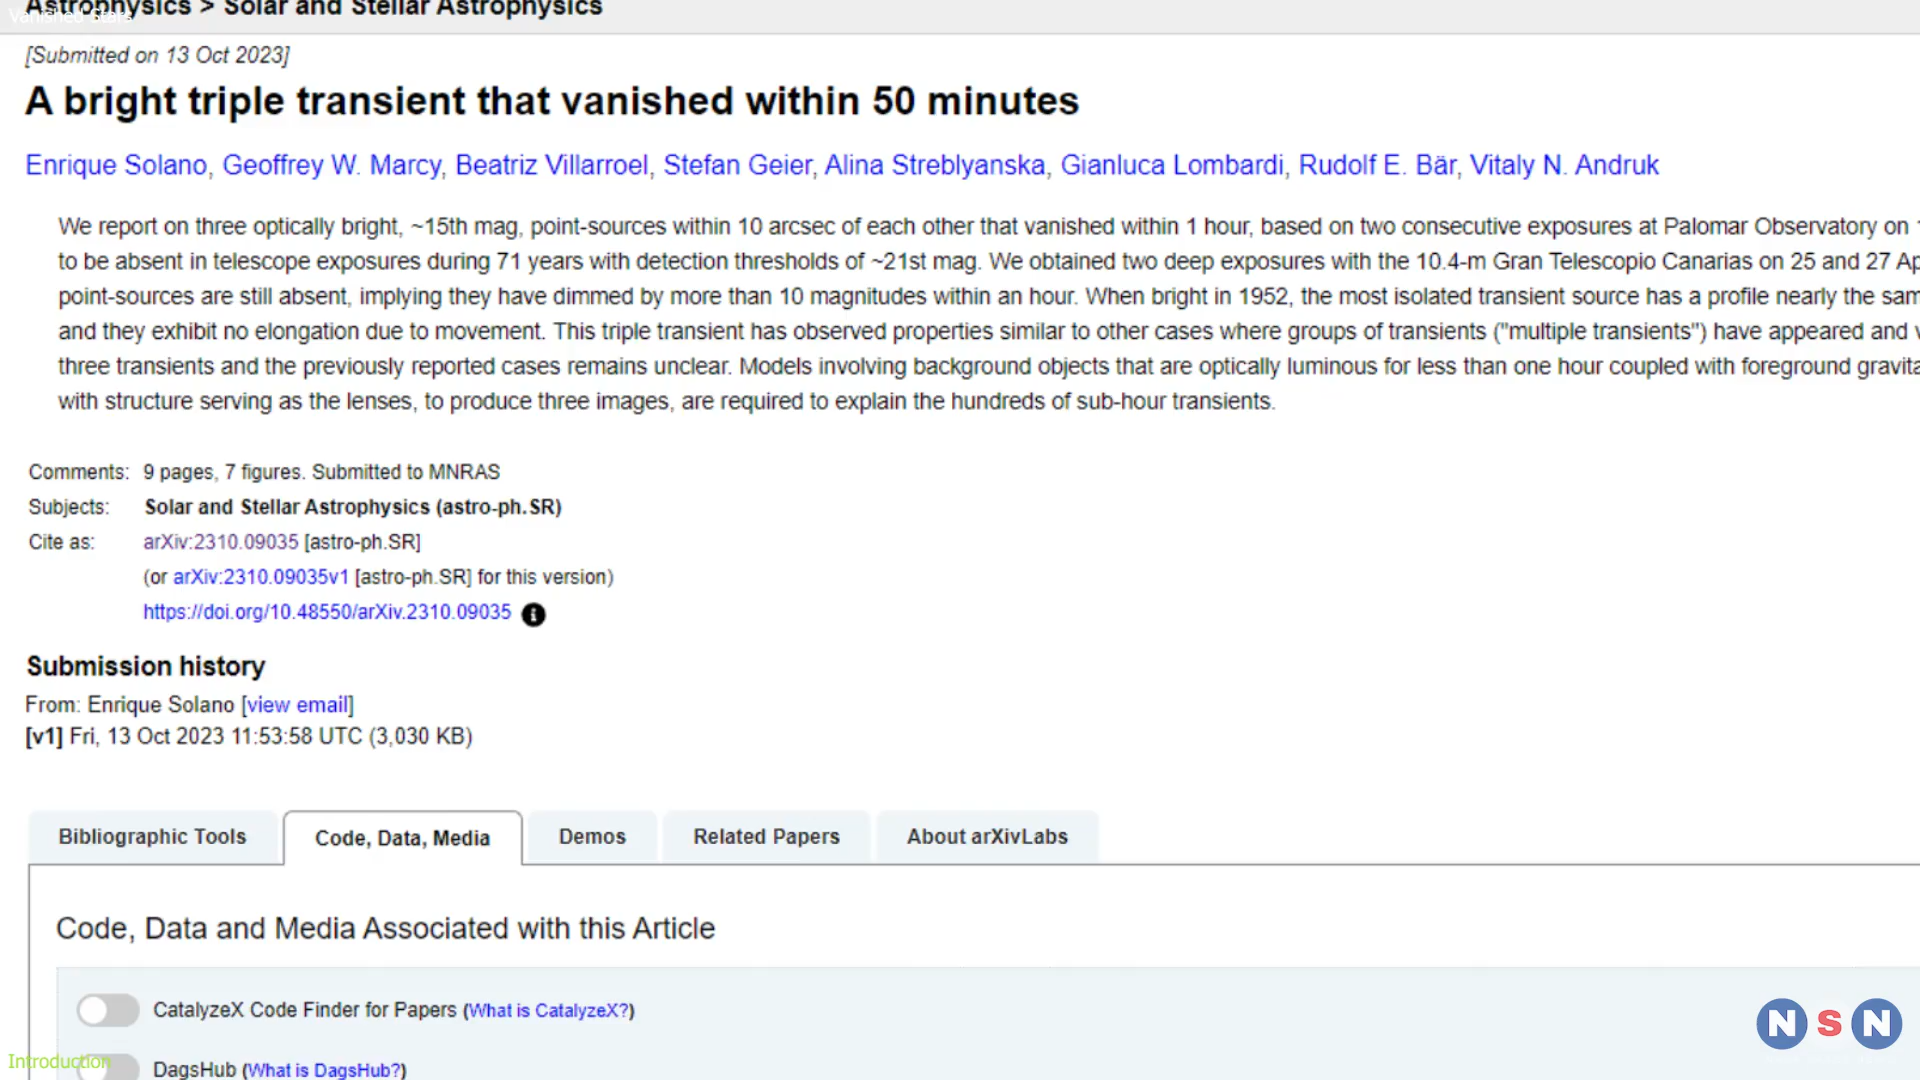 Astrophysics > Solar and Stellar Astrophysics
Vanished Stars
[Submitted on 13 Oct 2023]
A bright triple transient that vanished within 50 minutes
Enrique Solano, Geoffrey W. Marcy, Beatriz Villarroel, Stefan Geier, Alina Streblyanska, Gianluca Lombardi, Rudolf E. Bär, Vitaly N. Andruk
We report on three optically bright, ~15th mag, point-sources within 10 arcsec of each other that vanished within 1 hour, based on two consecutive exposures at Palomar Observatory on
to be absent in telescope exposures during 71 years with detection thresholds of ~21st mag. We obtained two deep exposures with the 10.4-m Gran Telescopio Canarias on 25 and 27
point-sources are still absent, implying they have dimmed by more than 10 magnitudes within an hour. When bright in 1952, the most isolated transient source has a profile nearly the
and they exhibit no elongation due to movement. This triple transient has observed properties similar to other cases where groups of transients ("multiple transients") have appeared and
three transients and the previously reported cases remains unclear. Models involving background objects that are optically luminous for less than one hour coupled with foreground
with structure serving as the lenses, to produce three images, are required to explain the hundreds of sub-hour transients.
Comments: 9 pages, 7 figures. Submitted to MNRAS
Subjects: Solar and Stellar Astrophysics (astro-ph.SR)
Cite as: arXiv:2310.09035 [astro-ph.SR]
(or arXiv:2310.09035v1 [astro-ph.SR] for this version)
https://doi.org/10.48550/arXiv.2310.09035
Submission history
From: Enrique Solano [view email]
[v1] Fri, 13 Oct 2023 11:53:58 UTC (3,030 KB)
Bibliographic Tools Code, Data, Media Demos Related Papers About arXivLabs
Code, Data and Media Associated with this Article
CatalyzeX Code Finder for Papers (What is CatalyzeX?)
N S N
Introduction
DagsHub (What is DagsHub?)